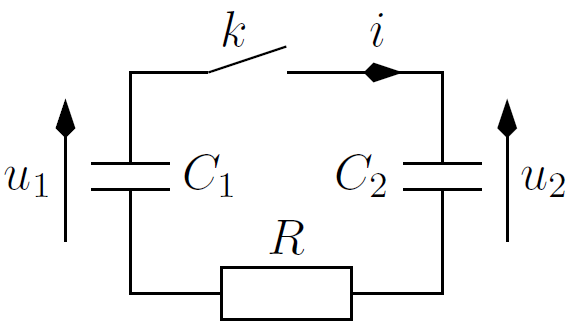 k
i
u₁
C₁
C₂
u₂
R